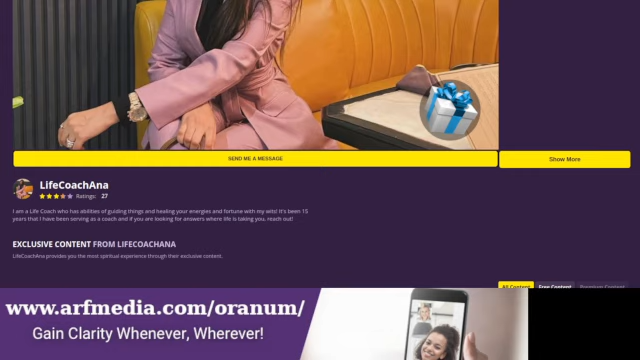 SEND ME A MESSAGE
Show More
LifeCoachAna
Ratings: 27
I am a Life Coach who has abilities of guiding things and healing your energies and fortune with my wits! It's been 15
years that I have been serving as a coach and if you are looking for answers where life is taking you, reach out!
EXCLUSIVE CONTENT FROM LIFECOACHANA
LifeCoachAna provides you the most spiritual experience through their exclusive content.
All Content Free Content Premium Content
www.arfmedia.com/oranum/
Gain Clarity Whenever, Wherever!